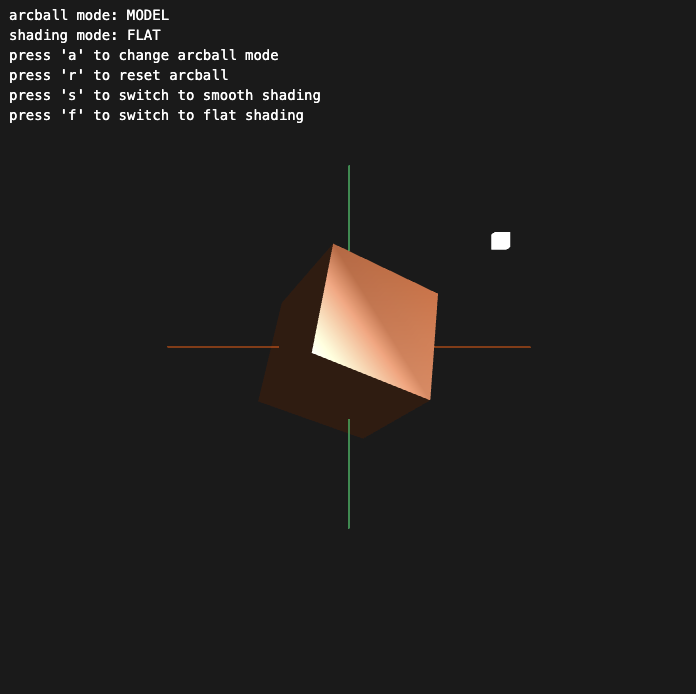 arcball mode: MODEL
shading mode: FLAT
press 'a' to change arcball mode
press 'r' to reset arcball
press 's' to switch to smooth shading
press 'f' to switch to flat shading